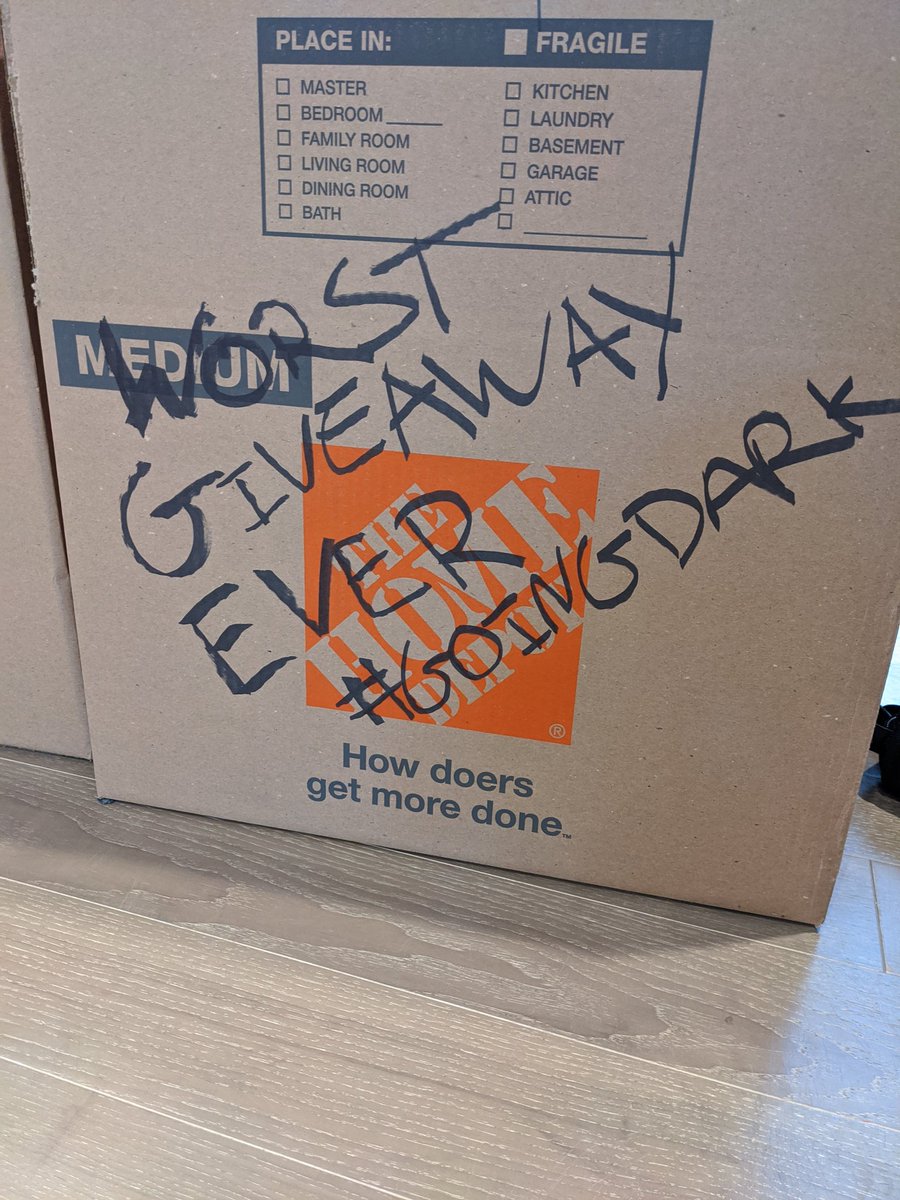 PLACE IN: FRAGILE
MASTER
BEDROOM
FAMILY ROOM
LIVING ROOM
DINING ROOM
BATH
KITCHEN
LAUNDRY
BASEMENT
GARAGE
ATTIC
MEDIUM
WORST
GIVEAWAY
EVER
#GOINGDARK
THE
HOME
DEPOT
®
How doers
get more done™